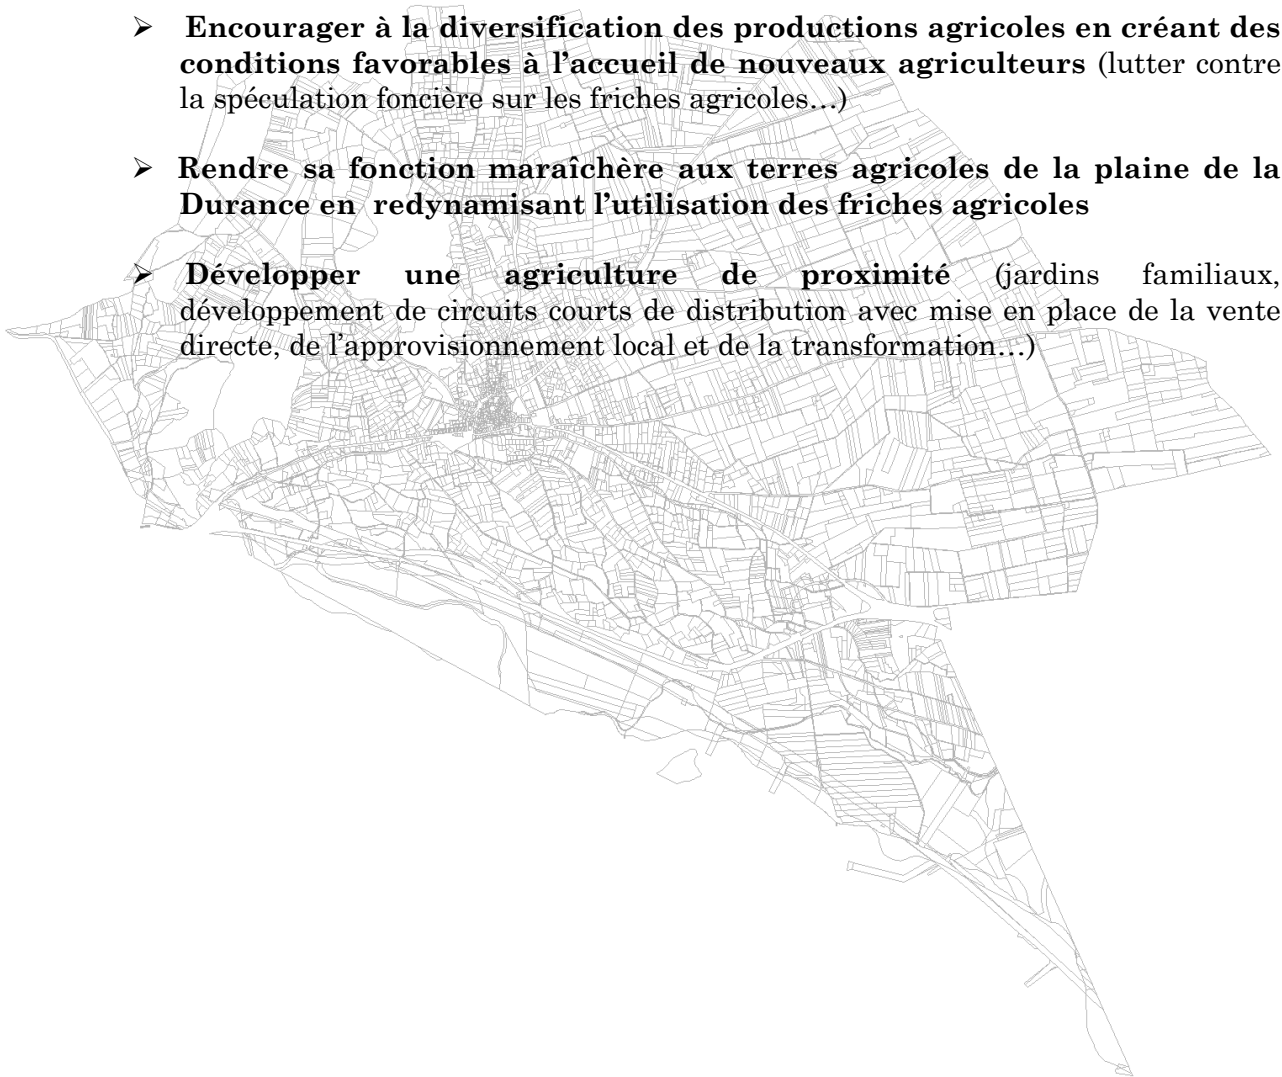 ➢ Encourager à la diversification des productions agricoles en créant des
conditions favorables à l’accueil de nouveaux agriculteurs (lutter contre
la spéculation foncière sur les friches agricoles…)
➢ Rendre sa fonction maraîchère aux terres agricoles de la plaine de la
Durance en redynamisant l’utilisation des friches agricoles
➢ Développer une agriculture de proximité (jardins familiaux,
développement de circuits courts de distribution avec mise en place de la vente
directe, de l’approvisionnement local et de la transformation…)